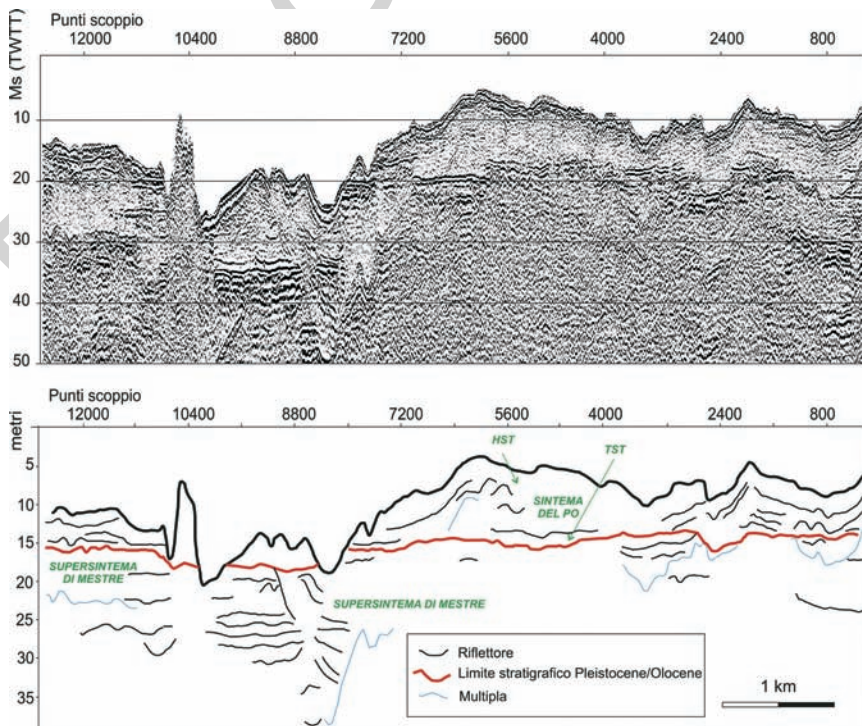 Punti scoppio
12000 10400 8800 7200 5600 4000 2400 800
Ms (TWTT)
10
20
30
40
50
Punti scoppio
12000 10400 8800 7200 5600 4000 2400 800
metri
5
10
15
20
25
30
35
HST
TST
SINTEMA
DEL PO
SUPERSINTEMA
DI MESTRE
SUPERSINTEMA DI MESTRE
Riflettore
Limite stratigrafico Pleistocene/Olocene
Multipla
1 km